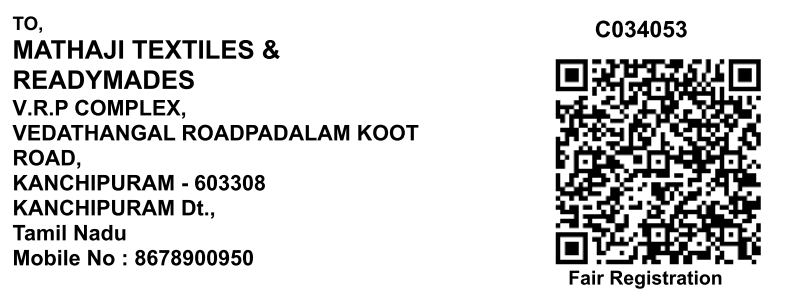 TO,
MATHAJI TEXTILES &
READYMADES
V.R.P COMPLEX,
VEDATHANGAL ROADPADALAM KOOT
ROAD,
KANCHIPURAM - 603308
KANCHIPURAM Dt.,
Tamil Nadu
Mobile No : 8678900950
C034053
Fair Registration